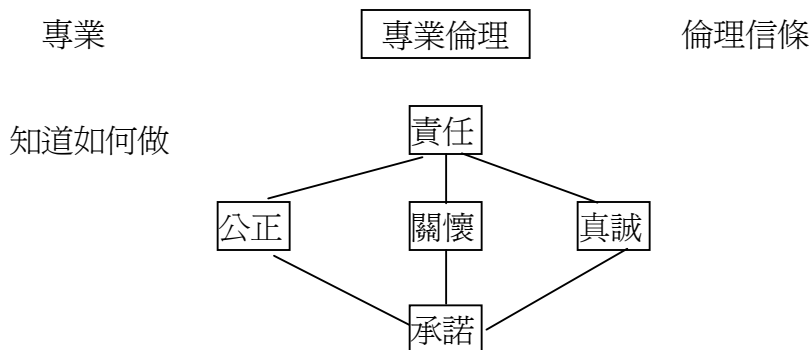 專業 專業倫理 倫理信條
責任
知道如何做
公正 關懷 真誠
承諾